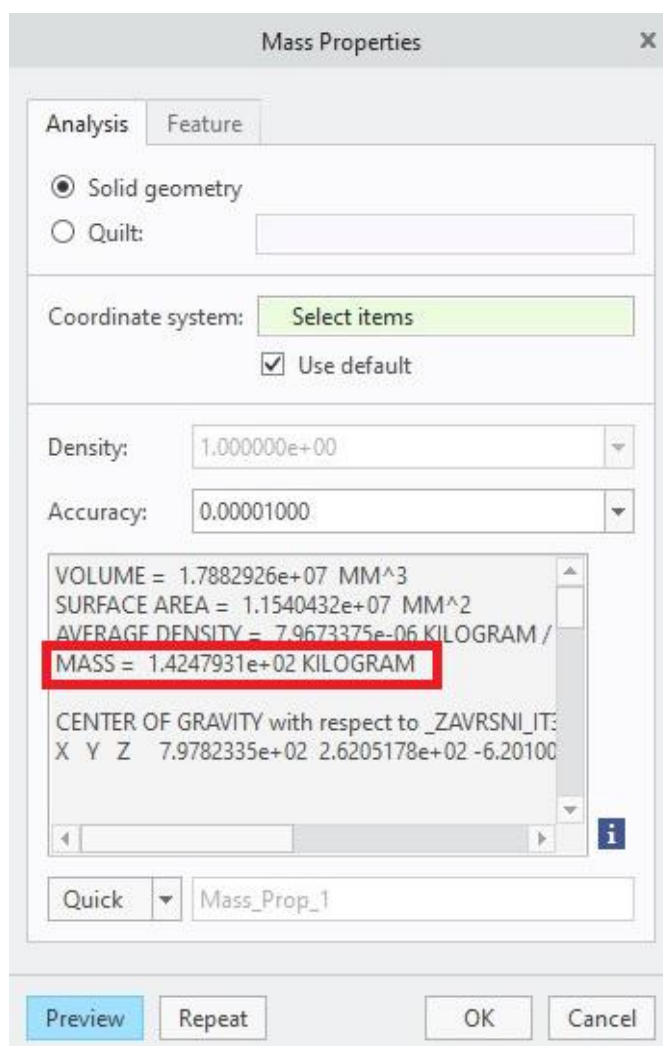 Mass Properties
Analysis Feature
Solid geometry
Quilt:
Coordinate system: Select items
Use default
Density: 1.000000e+00
Accuracy: 0.00001000
VOLUME = 1.7882926e+07 MM^3
SURFACE AREA = 1.1540432e+07 MM^2
AVERAGE DENSITY = 7.9673375e-06 KILOGRAM /
MASS = 1.4247931e+02 KILOGRAM
CENTER OF GRAVITY with respect to _ZAVRSNI_IT
X Y Z 7.9782335e+02 2.6205178e+02 -6.20100
Quick Mass_Prop_1
Preview Repeat OK Cancel